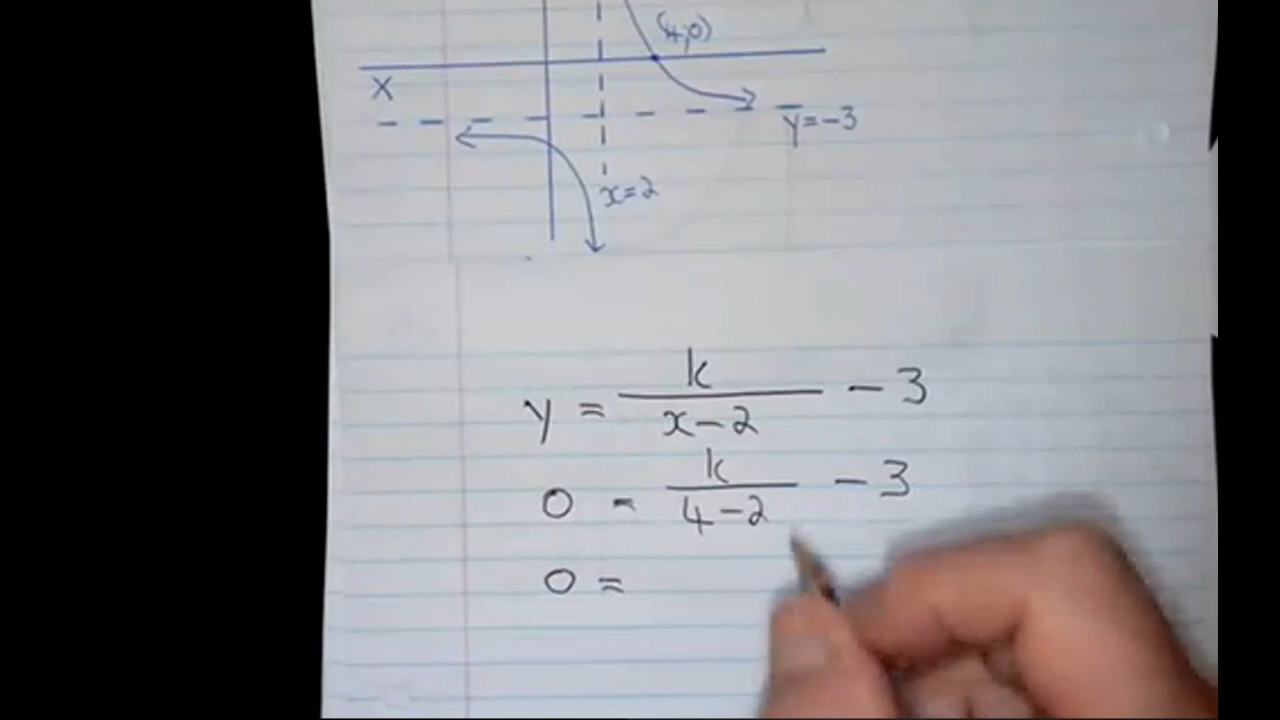 (4,0)
X
y=-3
x=2
y = k/(x-2) - 3
0 = k/(4-2) - 3
0 =